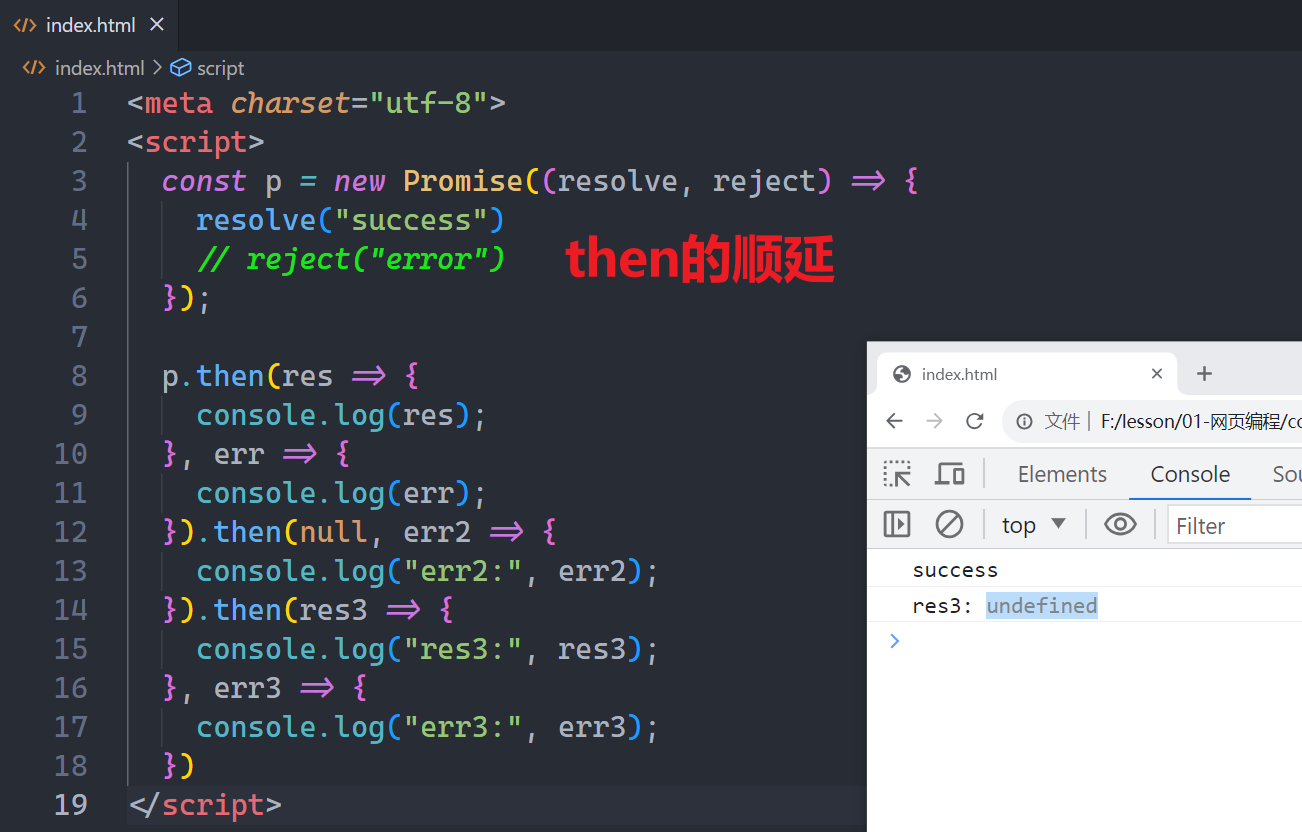 index.html
index.html > script
1 <meta charset="utf-8">
2 <script>
3 const p = new Promise((resolve, reject) => {
4 resolve("success")
5 // reject("error")
then的顺延
6 });
7
8 p.then(res => {
9 console.log(res);
10 }, err => {
11 console.log(err);
12 }).then(null, err2 => {
13 console.log("err2:", err2);
14 }).then(res3 => {
15 console.log("res3:", res3);
16 }, err3 => {
17 console.log("err3:", err3);
18 })
19 </script>
index.html
文件 | F:/lesson/01-网页编程/co
Elements Console Sou
top Filter
success
res3: undefined